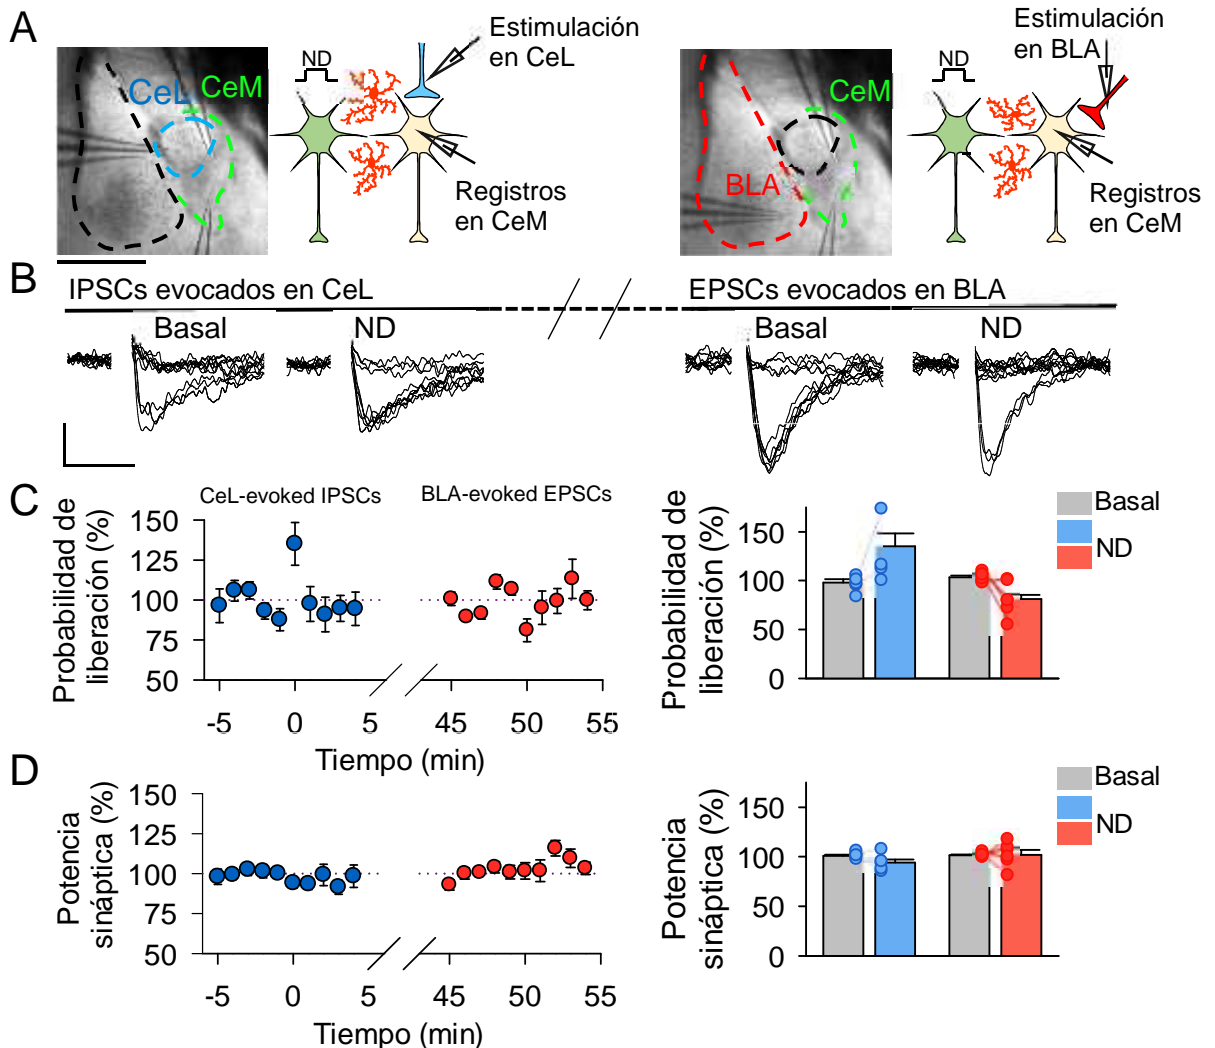 A
Estimulación
en CeL
ND
CeL
CeM
Registros
en CeM
Estimulación
en BLA
ND
CeM
BLA
Registros
en CeM
B
IPSCs evocados en CeL
EPSCs evocados en BLA
Basal
ND
Basal
ND
C
CeL-evoked IPSCs
BLA-evoked EPSCs
Probabilidad de
liberación (%)
150
125
100
75
50
-5
0
5
45
50
55
Tiempo (min)
Probabilidad de
liberación (%)
150
100
50
0
Basal
ND
D
Potencia
sináptica (%)
150
125
100
75
50
-5
0
5
45
50
55
Tiempo (min)
Potencia
sináptica (%)
150
100
50
0
Basal
ND